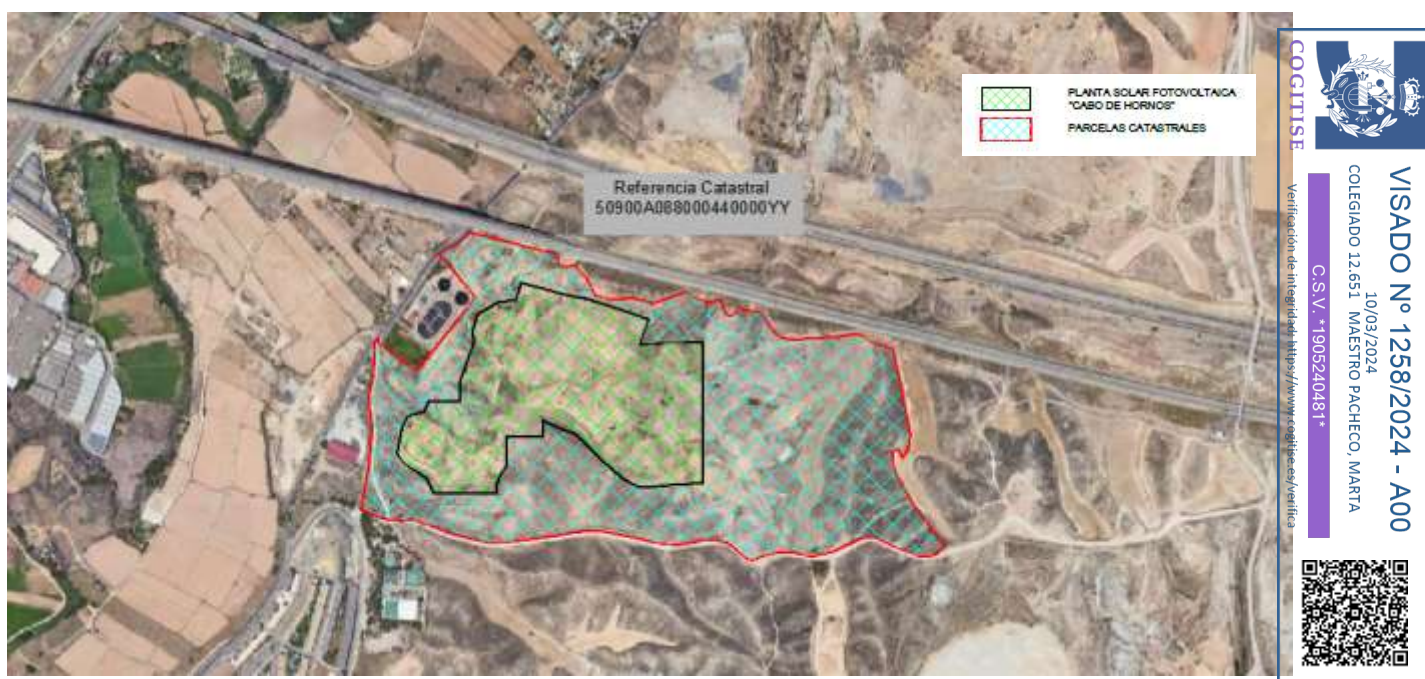 PLANTA SOLAR FOTOVOLTAICA
"CABO DE HORNOS"
PARCELAS CATASTRALES
Referencia Catastral
50900A088000440000YY
COGITISE
VISADO Nº 1258/2024 - A00
10/03/2024
COLEGIADO 12.651 MAESTRO PACHECO, MARTA
C.S.V. *1905240481*
Verificación de integridad: https://www.cogitise.es/verifica